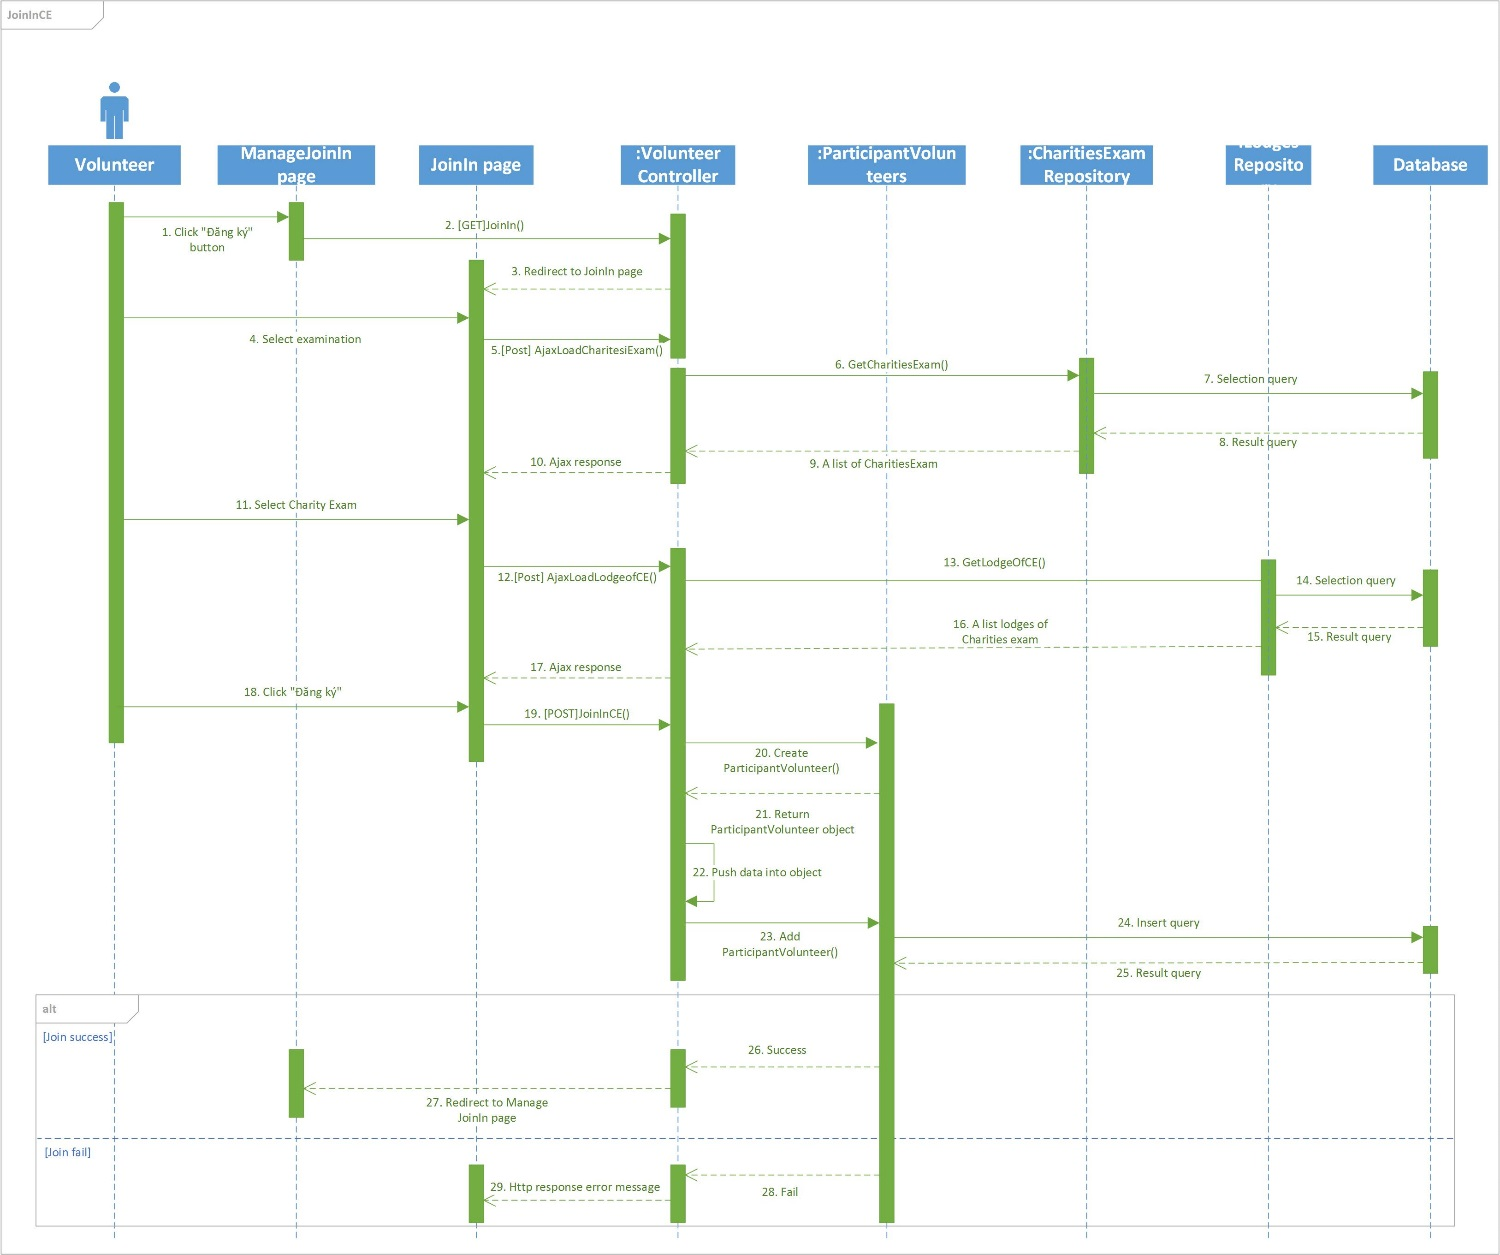 JoinInCE
Volunteer
ManageJoinIn
page
JoinIn page
:Volunteer
Controller
:ParticipantVolun
teers
:CharitiesExam
Repository
Reposito
Database
1. Click "Đăng ký"
button
2. [GET]JoinIn()
3. Redirect to JoinIn page
4. Select examination
5.[Post] AjaxLoadCharitesiExam()
6. GetCharitiesExam()
7. Selection query
8. Result query
9. A list of CharitiesExam
10. Ajax response
11. Select Charity Exam
12.[Post] AjaxLoadLodgeofCE()
13. GetLodgeOfCE()
14. Selection query
15. Result query
16. A list lodges of
Charities exam
17. Ajax response
18. Click "Đăng ký"
19. [POST]JoinInCE()
20. Create
ParticipantVolunteer()
21. Return
ParticipantVolunteer object
22. Push data into object
23. Add
ParticipantVolunteer()
24. Insert query
25. Result query
alt
[Join success]
26. Success
27. Redirect to Manage
JoinIn page
[Join fail]
28. Fail
29. Http response error message